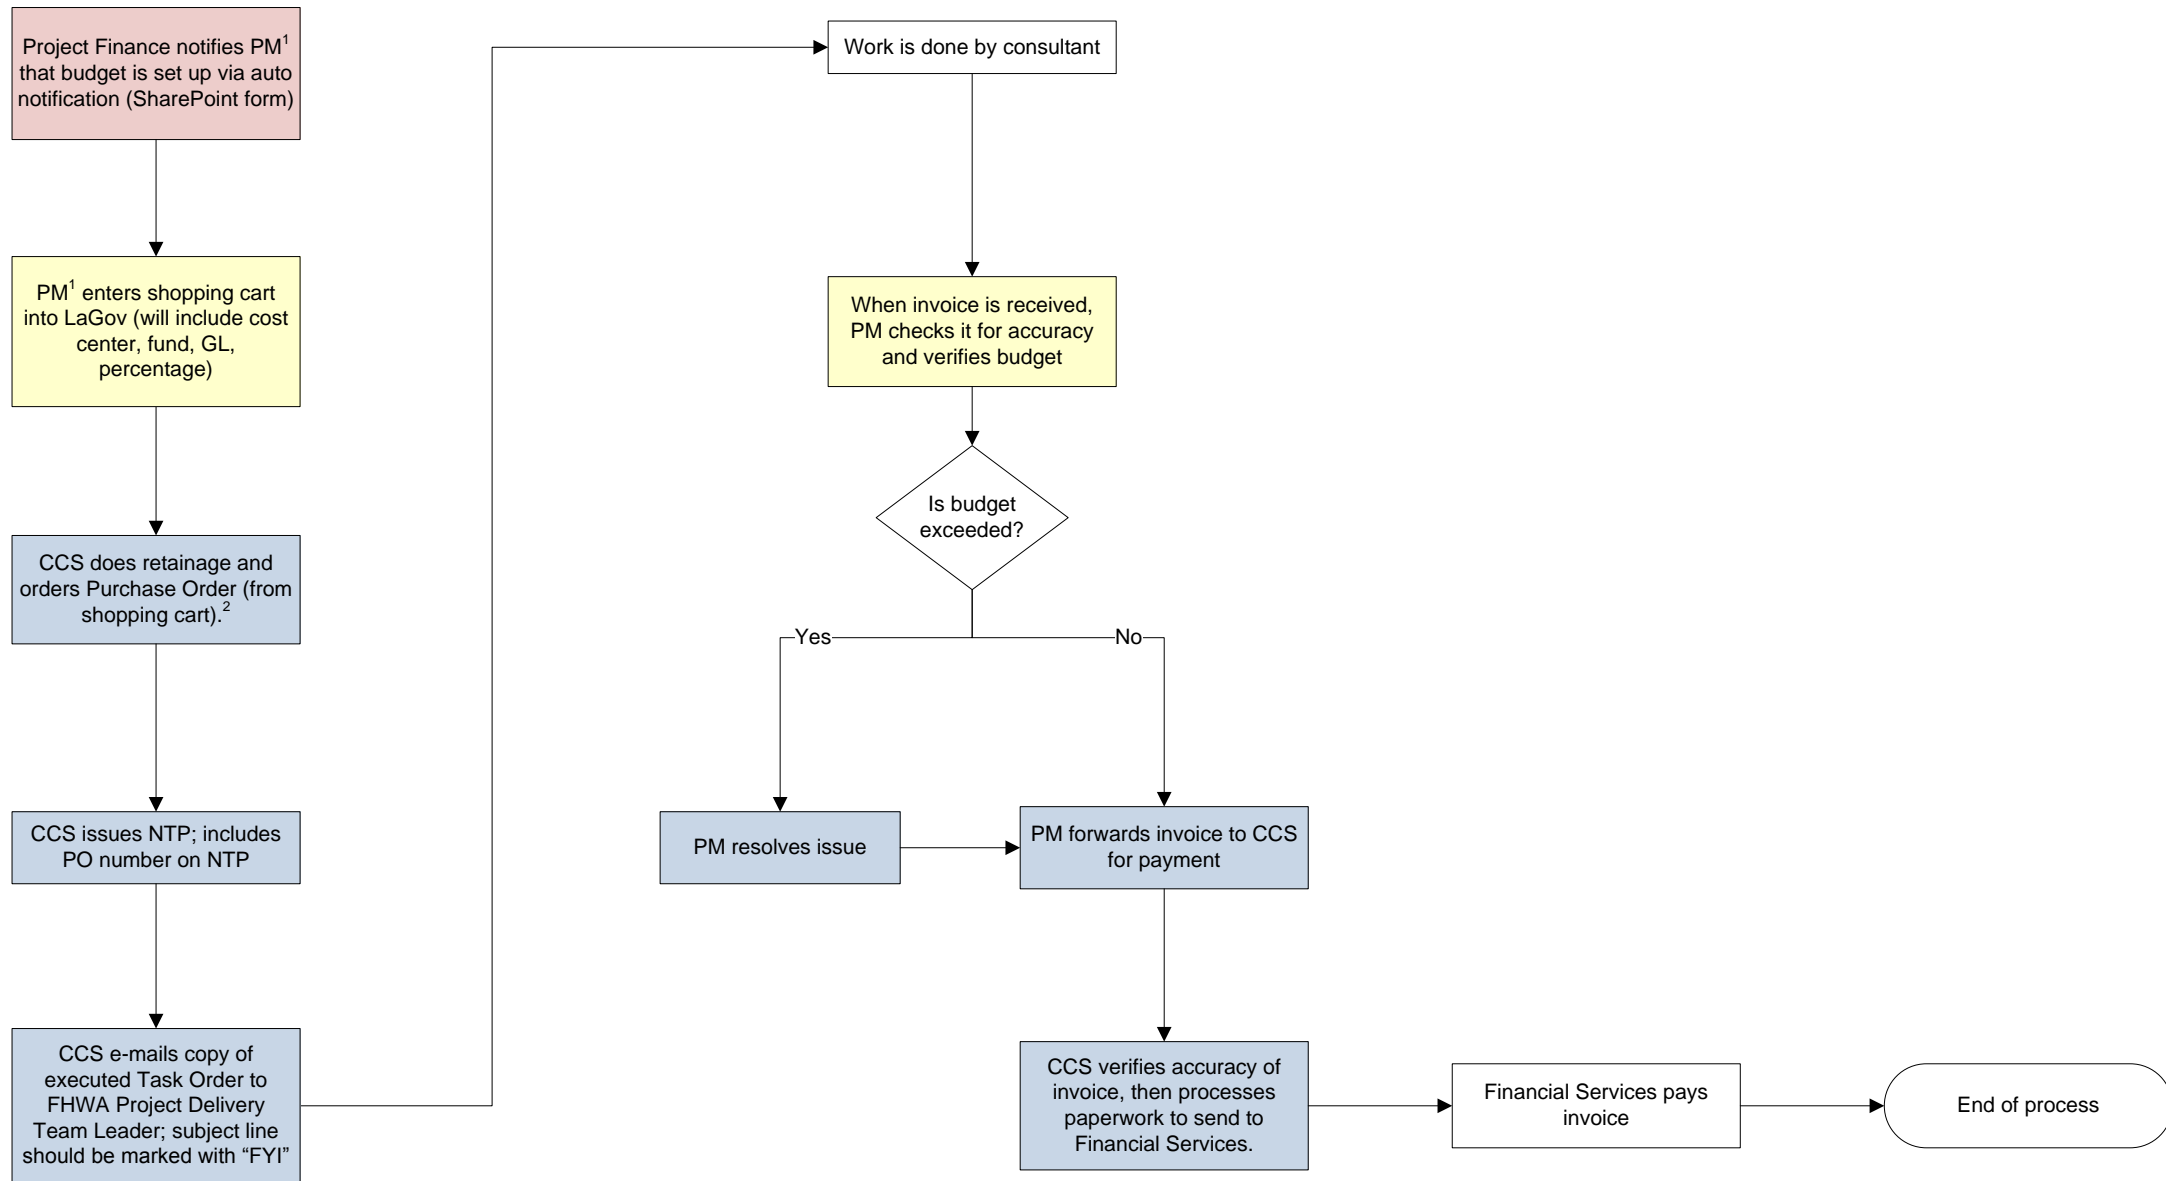 Project Finance notifies PM¹
that budget is set up via auto
notification (SharePoint form)
PM¹ enters shopping cart
into LaGov (will include cost
center, fund, GL,
percentage)
CCS does retainage and
orders Purchase Order (from
shopping cart).²
CCS issues NTP; includes
PO number on NTP
CCS e-mails copy of
executed Task Order to
FHWA Project Delivery
Team Leader; subject line
should be marked with “FYI”
Work is done by consultant
When invoice is received,
PM checks it for accuracy
and verifies budget
Is budget
exceeded?
Yes
No
PM resolves issue
PM forwards invoice to CCS
for payment
CCS verifies accuracy of
invoice, then processes
paperwork to send to
Financial Services.
Financial Services pays
invoice
End of process